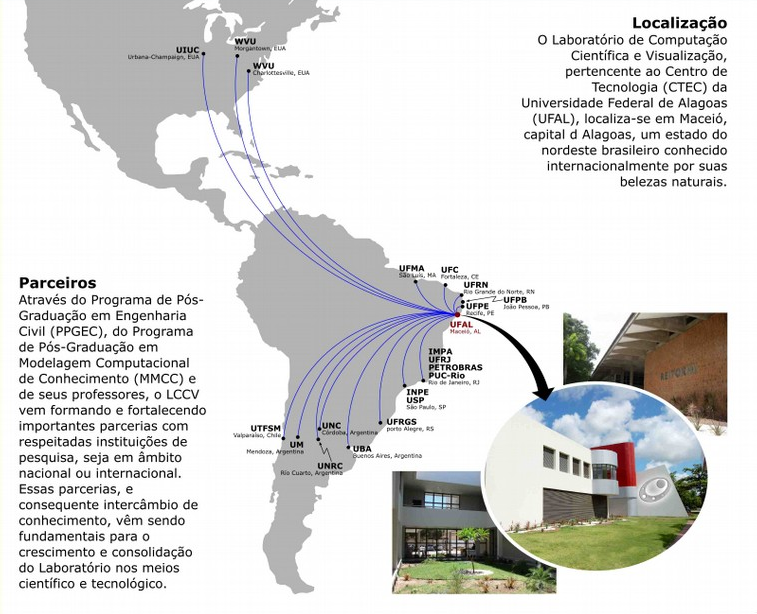 Localização
O Laboratório de Computação
Científica e Visualização,
pertencente ao Centro de
Tecnologia (CTEC) da
Universidade Federal de Alagoas
(UFAL), localiza-se em Maceió,
capital d Alagoas, um estado do
nordeste brasileiro conhecido
internacionalmente por suas
belezas naturais.
UIUC
Urbana-Champaign, EUA
WVU
Morgantown, EUA
WVU
Charlottesville, EUA
Parceiros
Através do Programa de Pós-
Graduação em Engenharia
Civil (PPGEC), do Programa
de Pós-Graduação em
Modelagem Computacional
de Conhecimento (MMCC) e
de seus professores, o LCCV
vem formando e fortalecendo
importantes parcerias com
respeitadas instituições de
pesquisa, seja em âmbito
nacional ou internacional.
Essas parcerias, e
consequente intercâmbio de
conhecimento, vêm sendo
fundamentais para o
crescimento e consolidação
do Laboratório nos meios
científico e tecnológico.
UFMA
São Luís, MA
UFC
Fortaleza, CE
UFRN
Rio Grande do Norte, RN
UFPB
João Pessoa, PB
UFPE
Recife, PE
UFAL
Maceió, AL
IMPA
UFRJ
PETROBRAS
PUC-Rio
Rio de Janeiro, RJ
INPE
USP
São Paulo, SP
UFRGS
porto Alegre, RS
UTFSM
Valparaíso, Chile
UM
Mendoza, Argentina
UNC
Córdoba, Argentina
UNRC
Río Cuarto, Argentina
UBA
Buenos Aires, Argentina